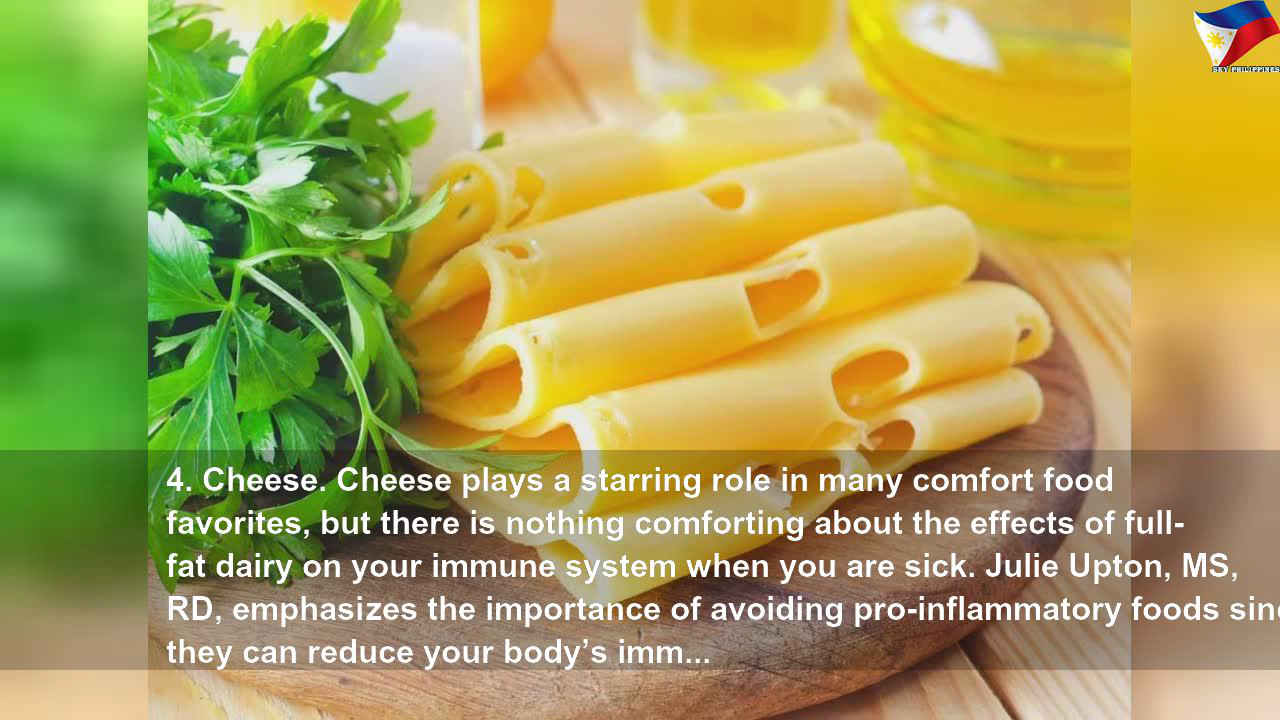 SKY PHILIPPINES
4. Cheese. Cheese plays a starring role in many comfort food
favorites, but there is nothing comforting about the effects of full-
fat dairy on your immune system when you are sick. Julie Upton, MS,
RD, emphasizes the importance of avoiding pro-inflammatory foods sinc
they can reduce your body’s imm...